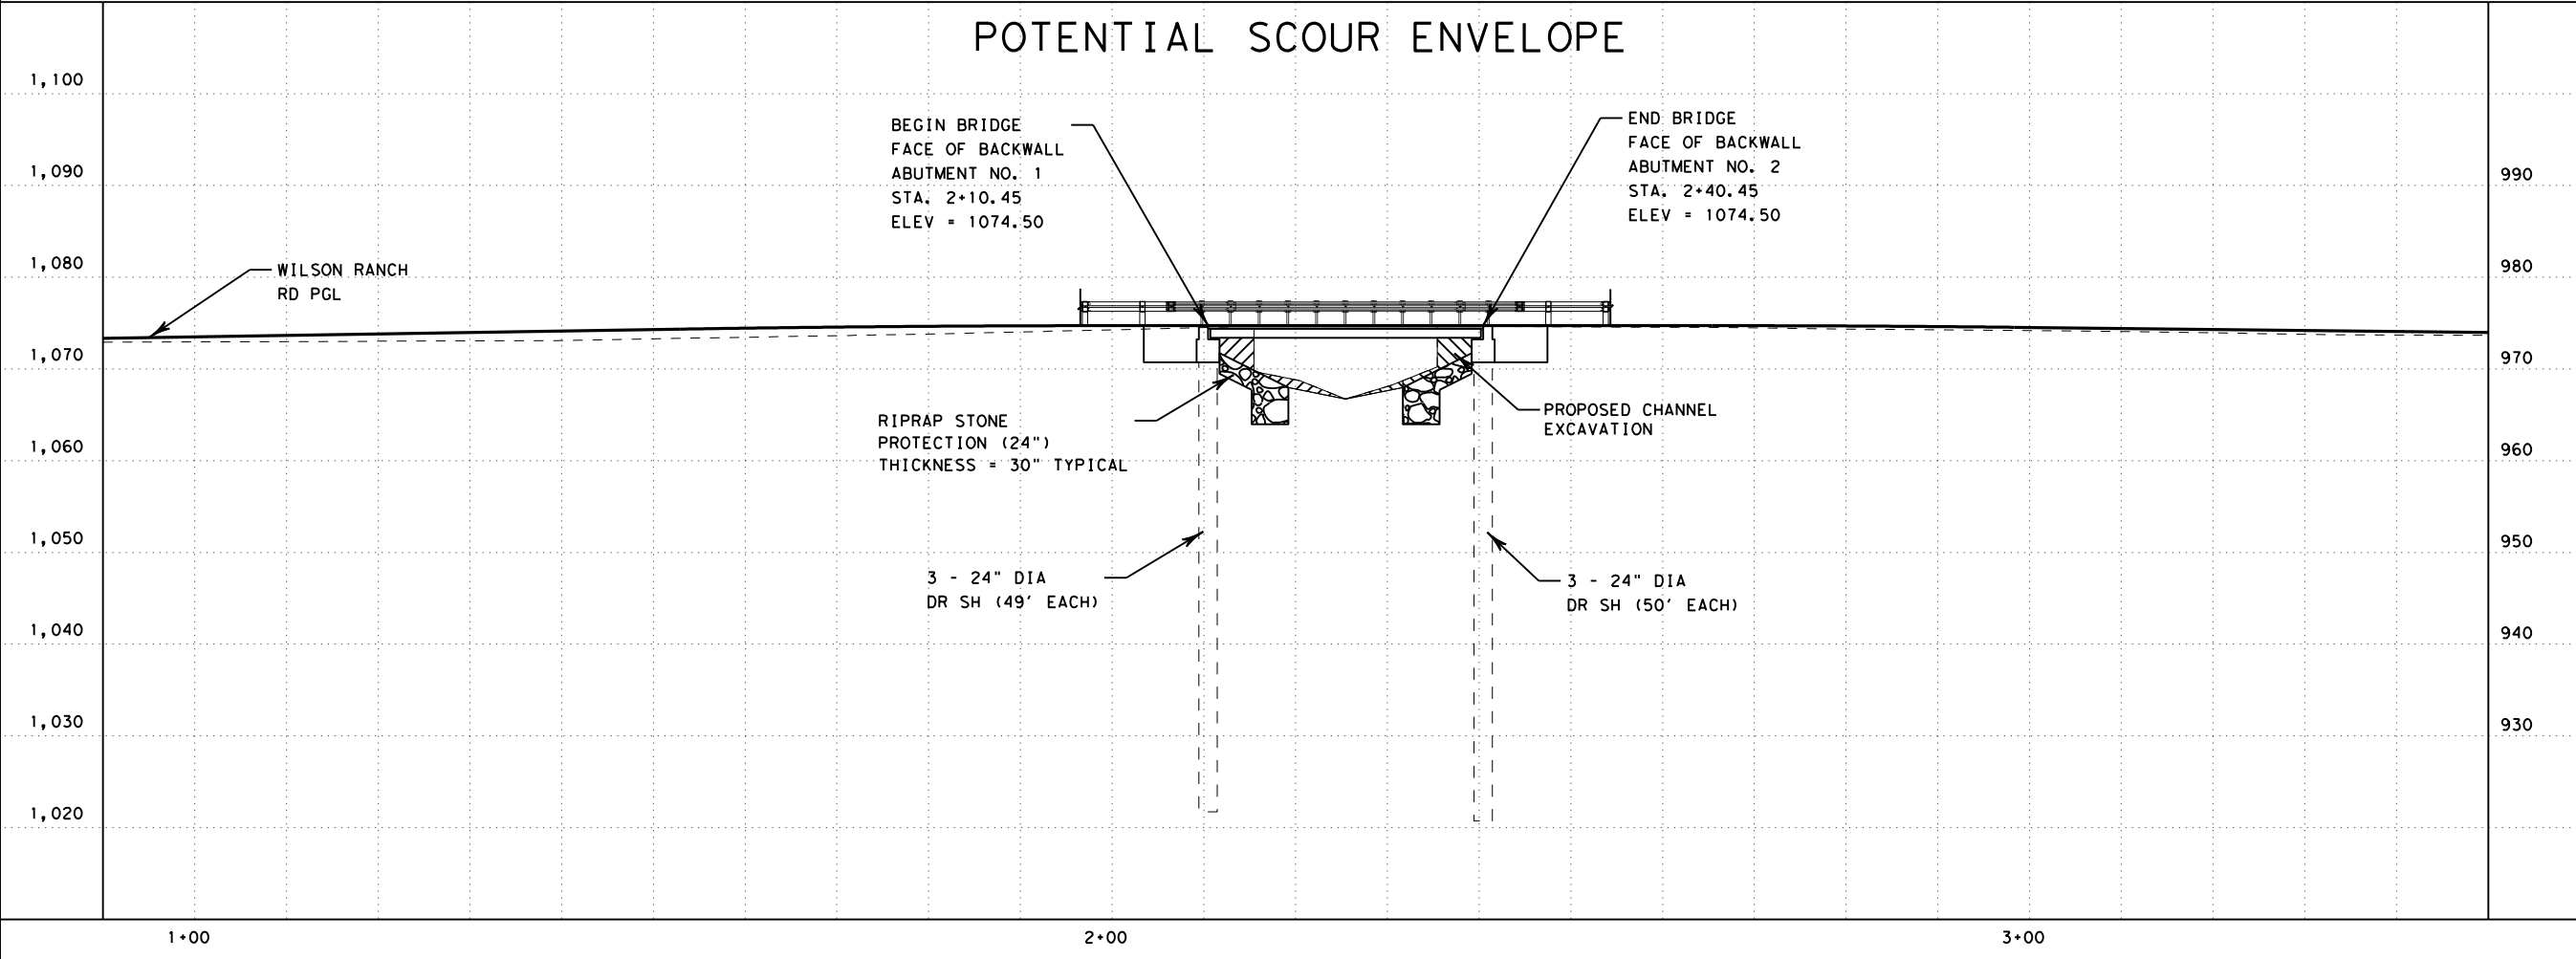 POTENTIAL SCOUR ENVELOPE
1,100
1,090
1,080
1,070
1,060
1,050
1,040
1,030
1,020
BEGIN BRIDGE
FACE OF BACKWALL
ABUTMENT NO. 1
STA. 2+10.45
ELEV = 1074.50
END BRIDGE
FACE OF BACKWALL
ABUTMENT NO. 2
STA. 2+40.45
ELEV = 1074.50
WILSON RANCH
RD PGL
RIPRAP STONE
PROTECTION (24")
THICKNESS = 30" TYPICAL
PROPOSED CHANNEL
EXCAVATION
3 - 24" DIA
DR SH (49' EACH)
3 - 24" DIA
DR SH (50' EACH)
990
980
970
960
950
940
930
1+00
2+00
3+00